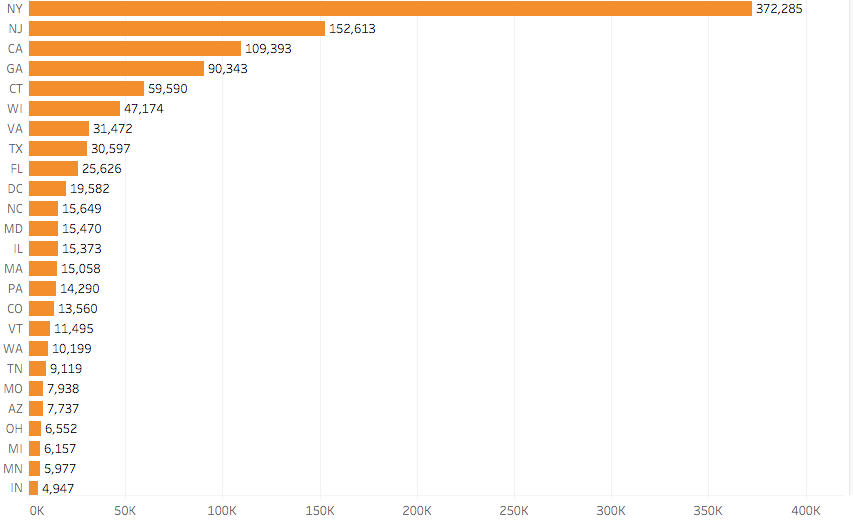 NY 372,285
NJ 152,613
CA 109,393
GA 90,343
CT 59,590
WI 47,174
VA 31,472
TX 30,597
FL 25,626
DC 19,582
NC 15,649
MD 15,470
IL 15,373
MA 15,058
PA 14,290
CO 13,560
VT 11,495
WA 10,199
TN 9,119
MO 7,938
AZ 7,737
OH 6,552
MI 6,157
MN 5,977
IN 4,947
0K 50K 100K 150K 200K 250K 300K 350K 400K